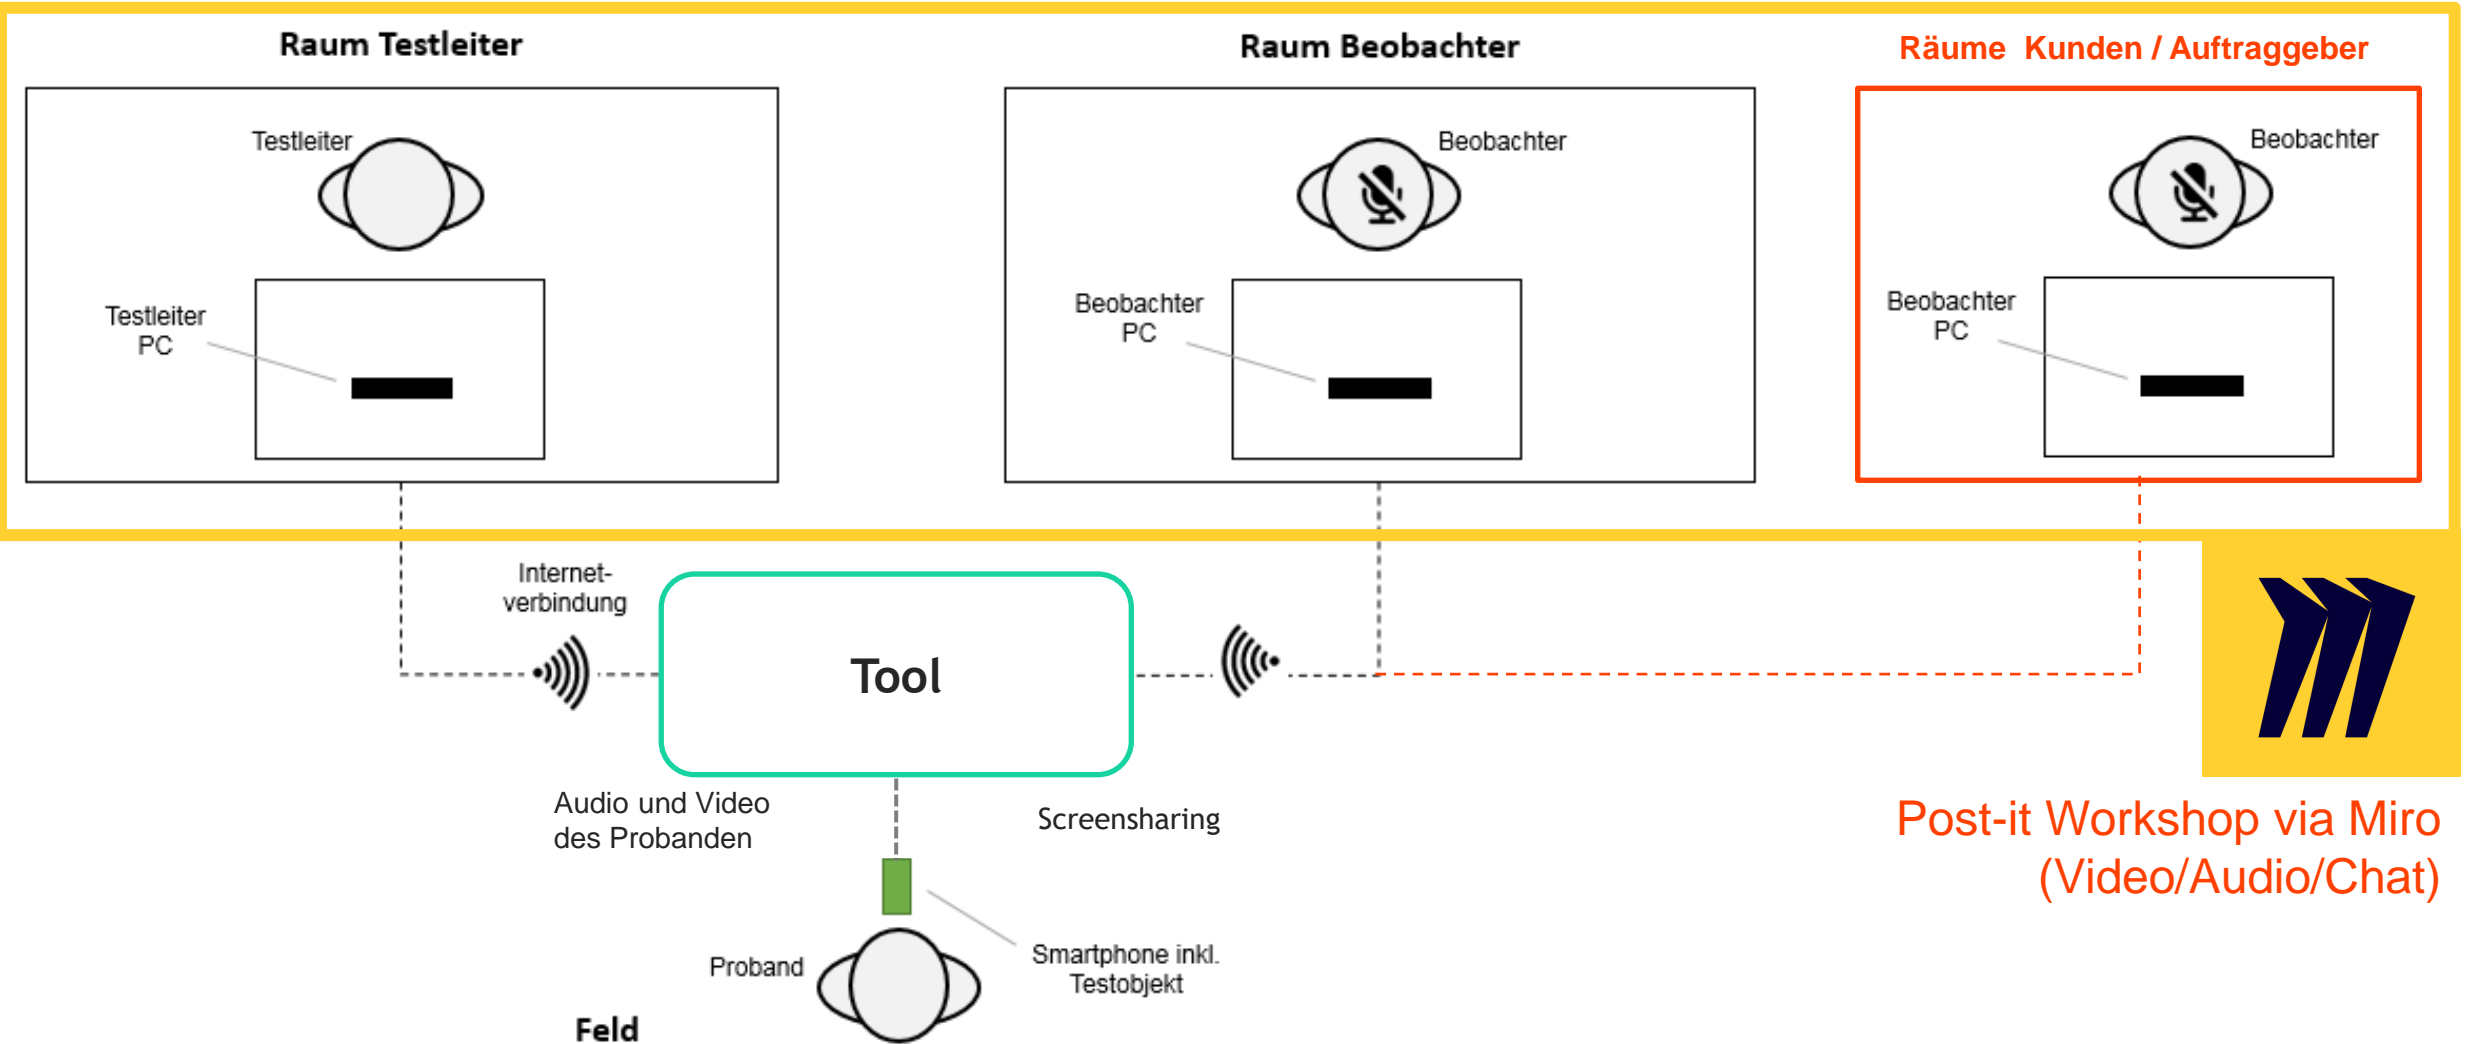 Raum Testleiter
Raum Beobachter
Räume  Kunden / Auftraggeber
Testleiter
Beobachter
Beobachter
Testleiter
PC
Beobachter
PC
Beobachter
PC
Internet-
verbindung
Tool
Audio und Video
des Probanden
Screensharing
Post-it Workshop via Miro
(Video/Audio/Chat)
Proband
Smartphone inkl.
Testobjekt
Feld